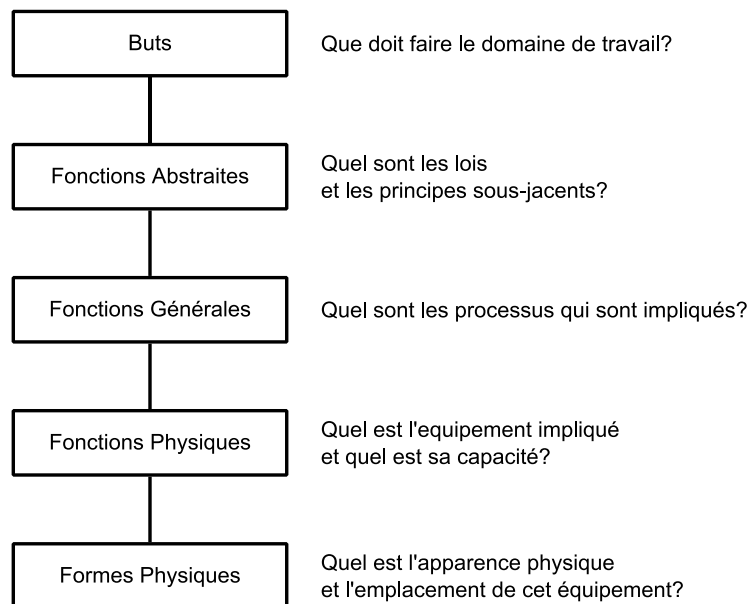 Buts
Que doit faire le domaine de travail?
Fonctions Abstraites
Quel sont les lois
et les principes sous-jacents?
Fonctions Générales
Quel sont les processus qui sont impliqués?
Fonctions Physiques
Quel est l'equipement impliqué
et quel est sa capacité?
Formes Physiques
Quel est l'apparence physique
et l'emplacement de cet équipement?